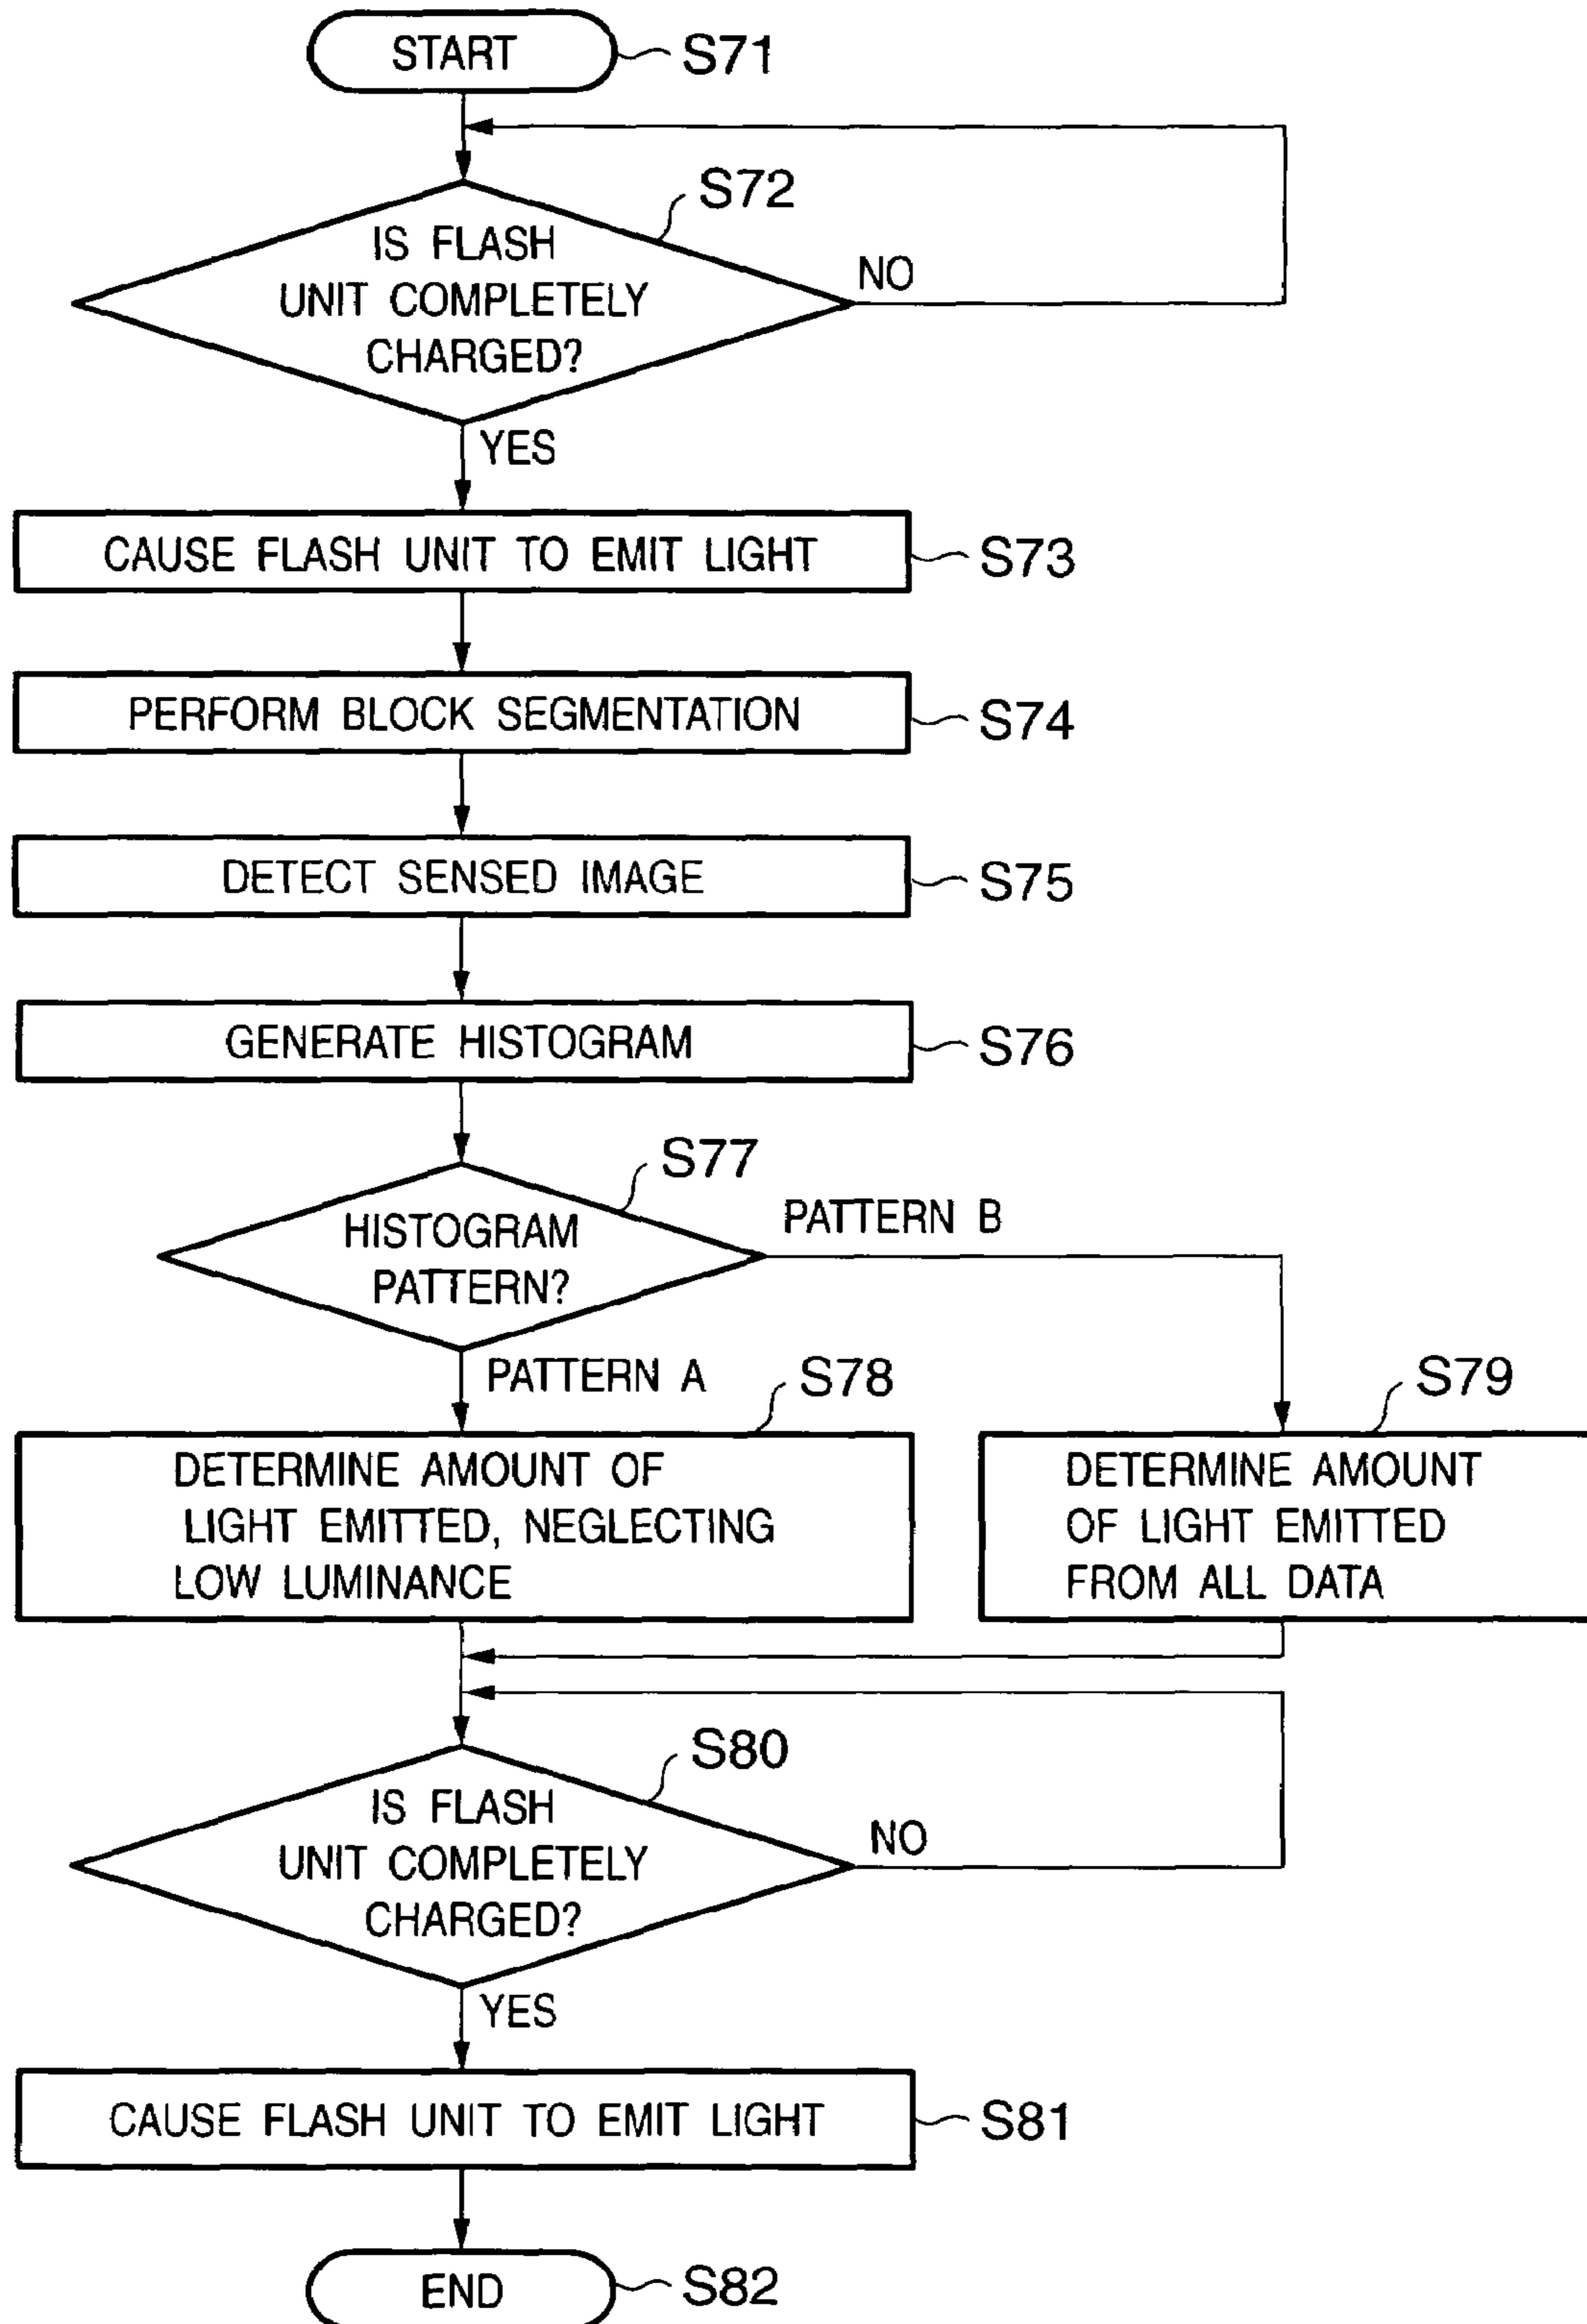 START
S71
S72
IS FLASH
UNIT COMPLETELY
CHARGED?
NO
YES
CAUSE FLASH UNIT TO EMIT LIGHT
S73
PERFORM BLOCK SEGMENTATION
S74
DETECT SENSED IMAGE
S75
GENERATE HISTOGRAM
S76
S77
HISTOGRAM
PATTERN?
PATTERN B
PATTERN A
S78
S79
DETERMINE AMOUNT OF
LIGHT EMITTED, NEGLECTING
LOW LUMINANCE
DETERMINE AMOUNT
OF LIGHT EMITTED
FROM ALL DATA
S80
IS FLASH
UNIT COMPLETELY
CHARGED?
NO
YES
CAUSE FLASH UNIT TO EMIT LIGHT
S81
END
S82